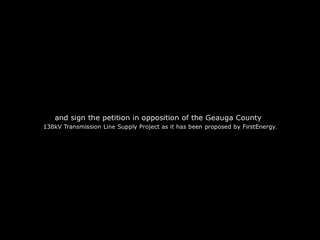 and sign the petition in opposition of the Geauga County
138kV Transmission Line Supply Project as it has been proposed by FirstEnergy.